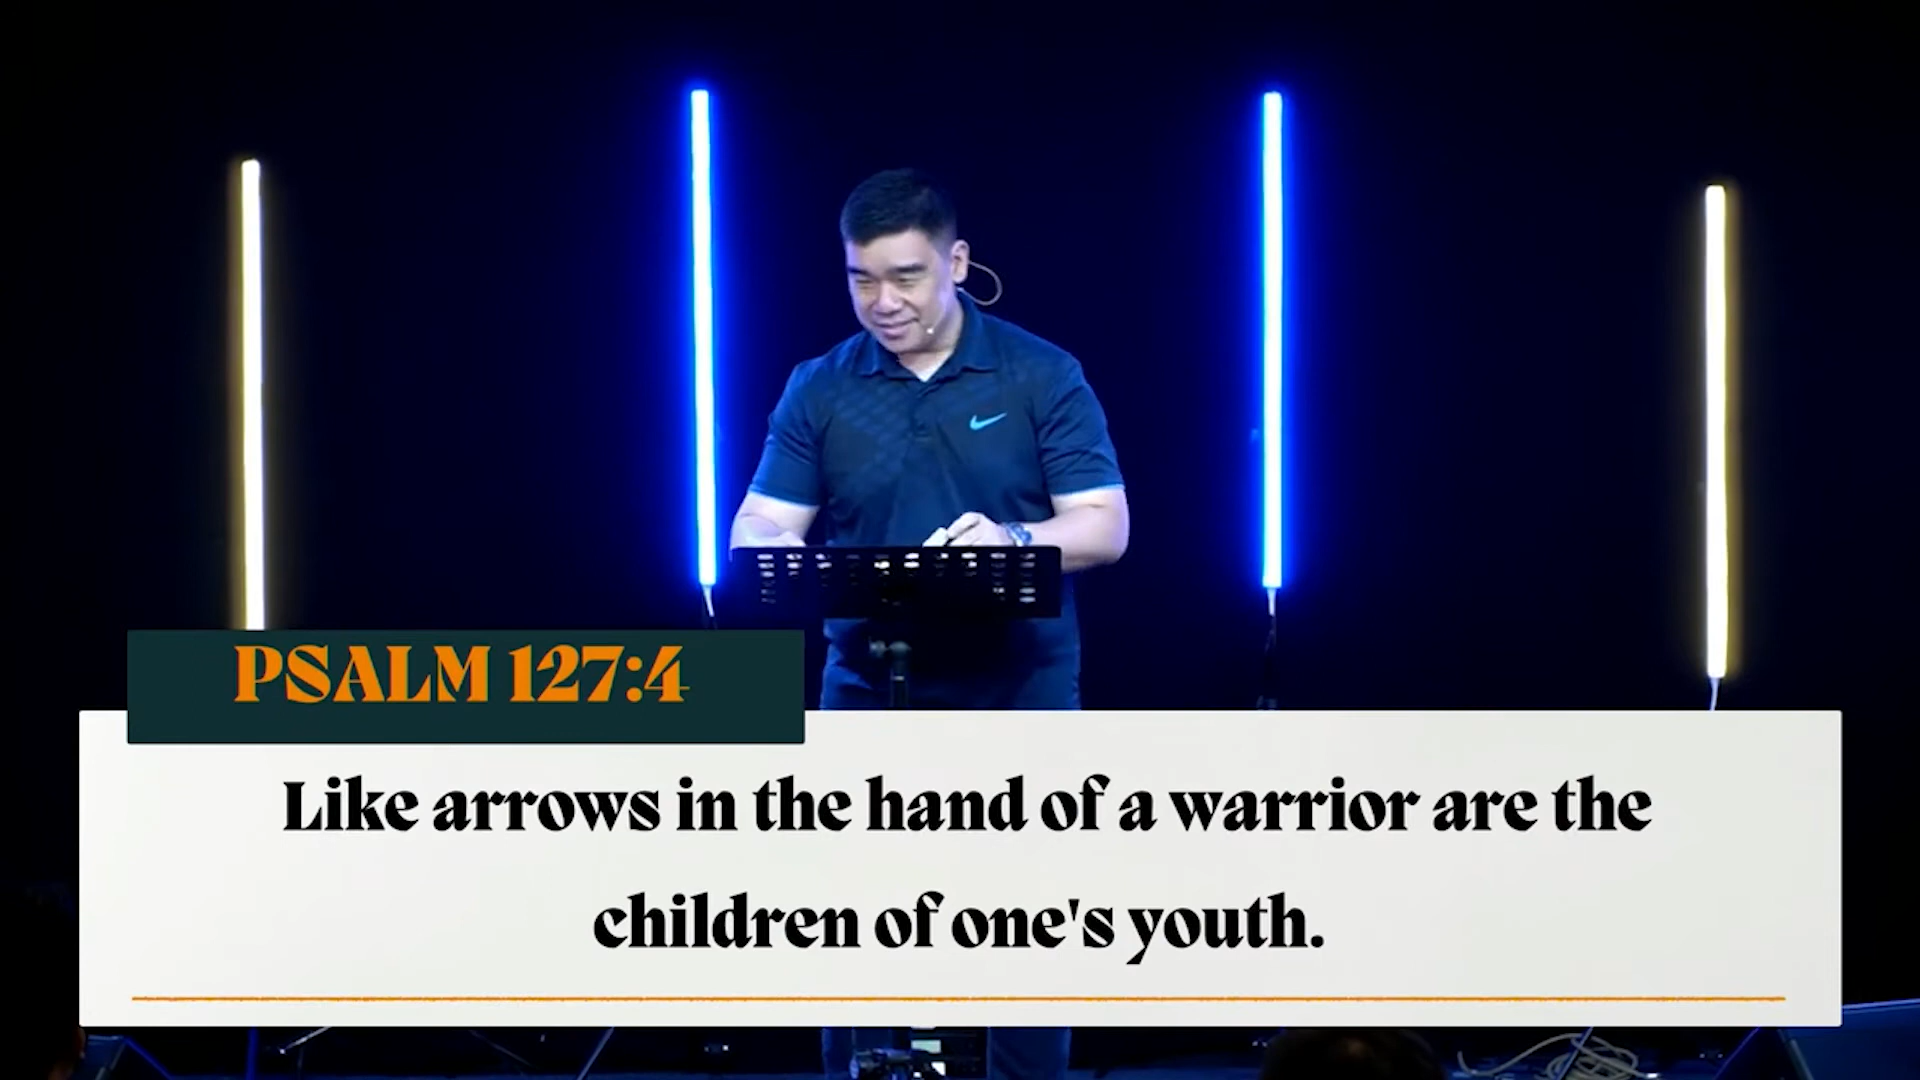 PSALM 127:4
Like arrows in the hand of a warrior are the
children of one's youth.